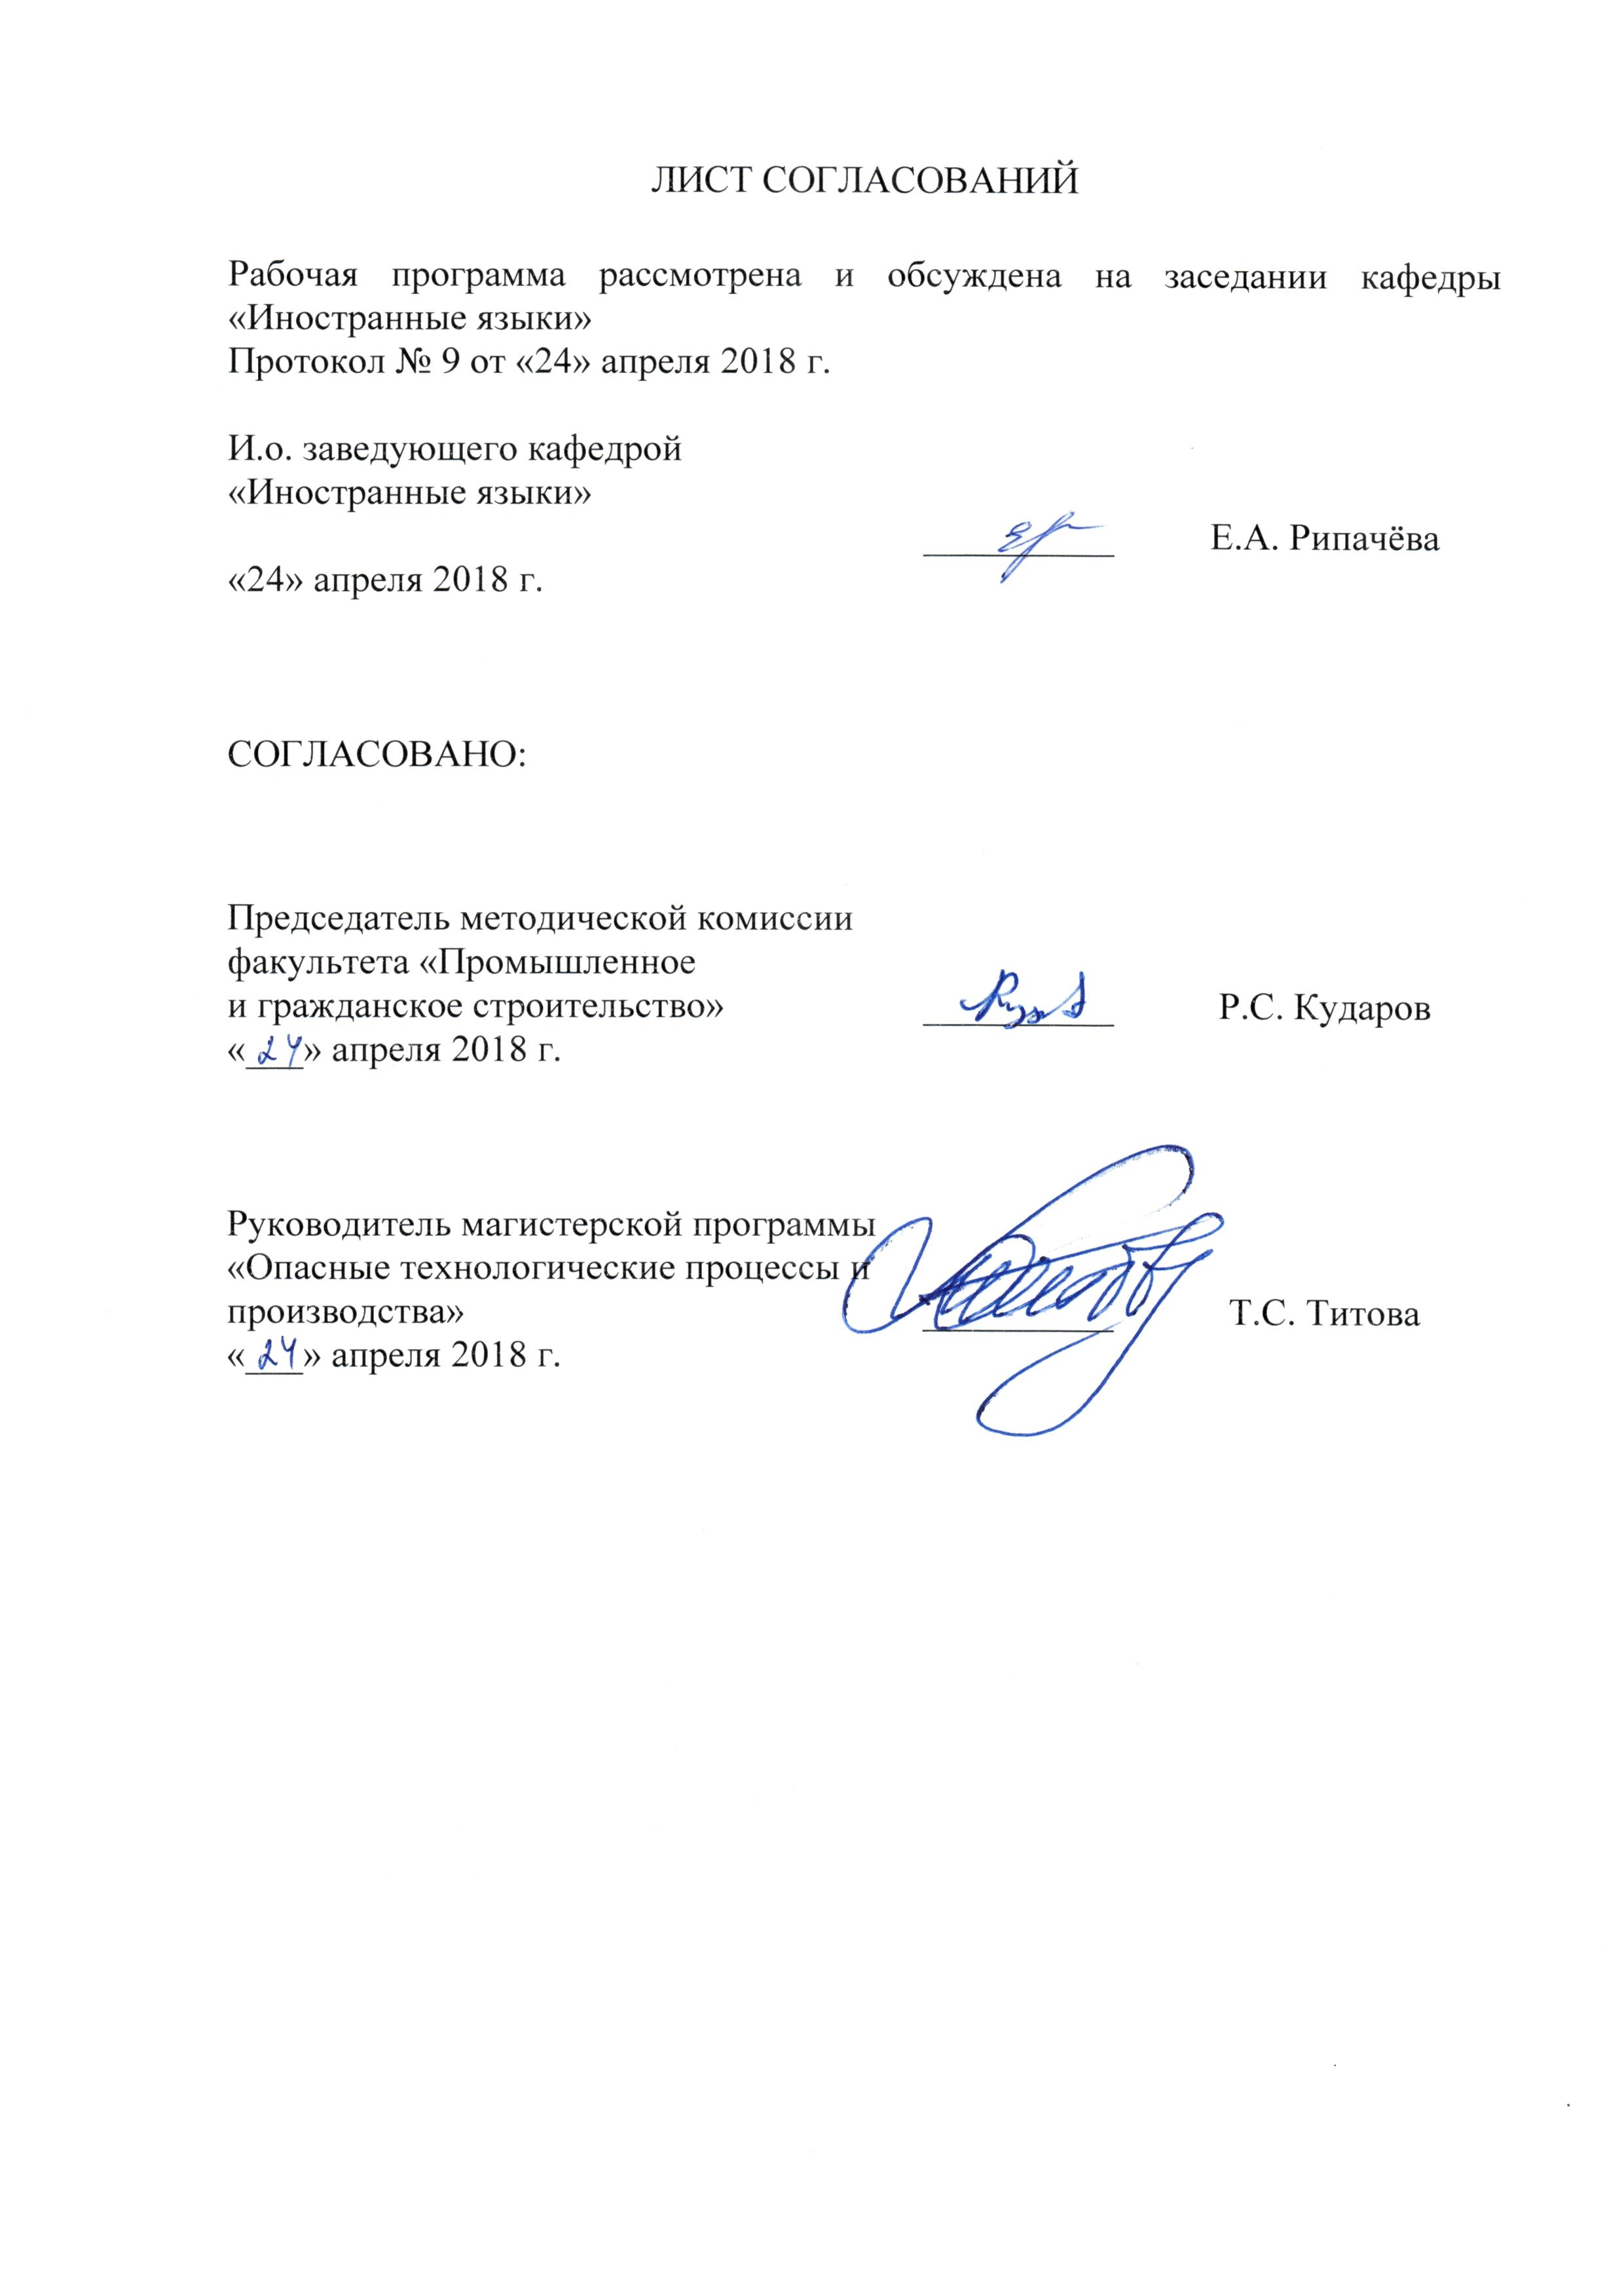 ЛИСТ СОГЛАСОВАНИЙ
Рабочая программа рассмотрена и обсуждена на заседании кафедры
«Иностранные языки»
Протокол № 9 от «24» апреля 2018 г.
И.о. заведующего кафедрой
«Иностранные языки»
Е.А. Рипачёва
«24» апреля 2018 г.
СОГЛАСОВАНО:
Председатель методической комиссии
факультета «Промышленное
и гражданское строительство» Р.С. Кударов
«24» апреля 2018 г.
Руководитель магистерской программы
«Опасные технологические процессы и
производства» Т.С. Титова
«24» апреля 2018 г.